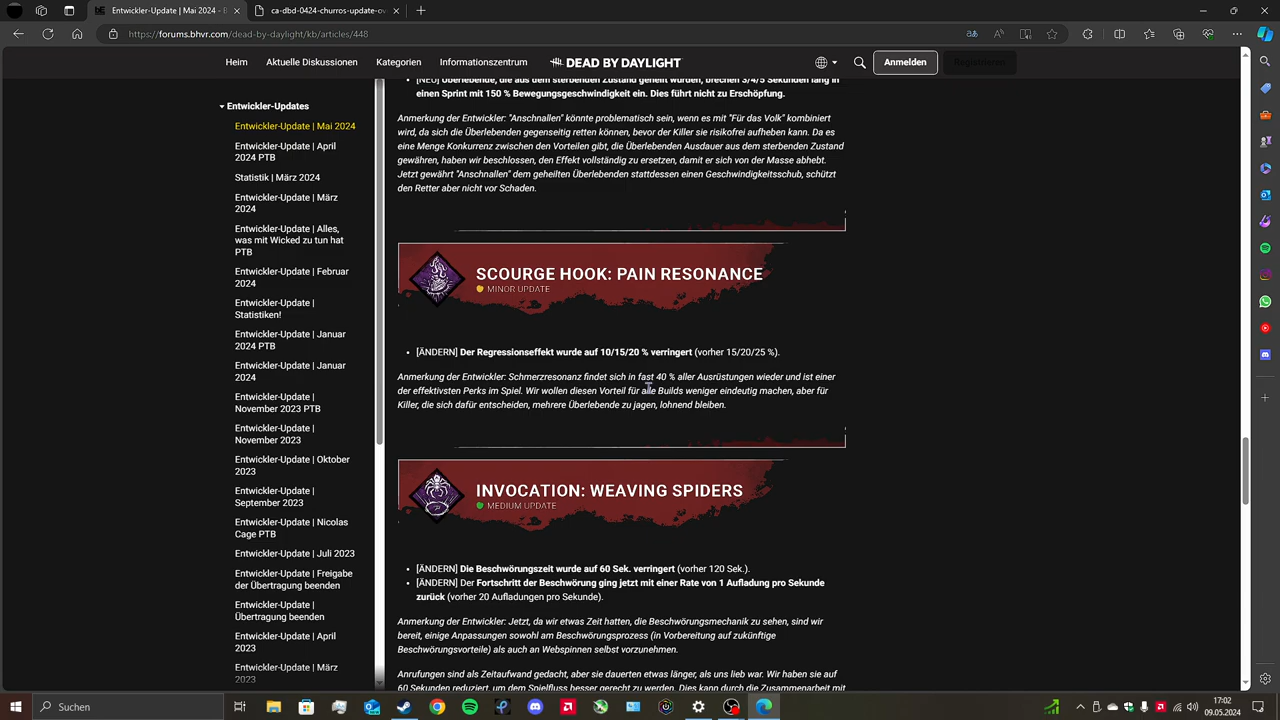 Entwickler-Update | Mai 2024 - B
ca-dbd-0424-churros-update-
https://forums.bhvr.com/dead-by-daylight/kb/articles/448
Heim
Aktuelle Diskussionen
Kategorien
Informationszentrum
DEAD BY DAYLIGHT
Anmelden
Registrieren
Entwickler-Updates
Entwickler-Update | Mai 2024
Entwickler-Update | April
2024 PTB
Statistik | März 2024
Entwickler-Update | März
2024
Entwickler-Update | Alles,
was mit Wicked zu tun hat
PTB
Entwickler-Update | Februar
2024
Entwickler-Update |
Statistiken!
Entwickler-Update | Januar
2024 PTB
Entwickler-Update | Januar
2024
Entwickler-Update |
November 2023 PTB
Entwickler-Update |
November 2023
Entwickler-Update | Oktober
2023
Entwickler-Update |
September 2023
Entwickler-Update | Nicolas
Cage PTB
Entwickler-Update | Juli 2023
Entwickler-Update | Freigabe
der Übertragung beenden
Entwickler-Update |
Übertragung beenden
Entwickler-Update | April
2023
Entwickler-Update | März
2023
• [NEU] Überlebende, die aus dem sterbenden Zustand geheilt wurden, brechen 3/4/5 Sekunden lang in
einen Sprint mit 150 % Bewegungsgeschwindigkeit ein. Dies führt nicht zu Erschöpfung.
Anmerkung der Entwickler: "Anschnallen" könnte problematisch sein, wenn es mit "Für das Volk" kombiniert
wird, da sich die Überlebenden gegenseitig retten können, bevor der Killer sie risikofrei aufheben kann. Da es
eine Menge Konkurrenz zwischen den Vorteilen gibt, die Überlebenden Ausdauer aus dem sterbenden Zustand
gewähren, haben wir beschlossen, den Effekt vollständig zu ersetzen, damit er sich von der Masse abhebt.
Jetzt gewährt "Anschnallen" dem geheilten Überlebenden stattdessen einen Geschwindigkeitsschub, schützt
den Retter aber nicht vor Schaden.
SCOURGE HOOK: PAIN RESONANCE
MINOR UPDATE
• [ÄNDERN] Der Regressionseffekt wurde auf 10/15/20 % verringert (vorher 15/20/25 %).
Anmerkung der Entwickler: Schmerzresonanz findet sich in fast 40 % aller Ausrüstungen wieder und ist einer
der effektivsten Perks im Spiel. Wir wollen diesen Vorteil für alle Builds weniger eindeutig machen, aber für
Killer, die sich dafür entscheiden, mehrere Überlebende zu jagen, lohnend bleiben.
INVOCATION: WEAVING SPIDERS
MEDIUM UPDATE
• [ÄNDERN] Die Beschwörungszeit wurde auf 60 Sek. verringert (vorher 120 Sek.).
• [ÄNDERN] Der Fortschritt der Beschwörung ging jetzt mit einer Rate von 1 Aufladung pro Sekunde
zurück (vorher 20 Aufladungen pro Sekunde).
Anmerkung der Entwickler: Jetzt, da wir etwas Zeit hatten, die Beschwörungsmechanik zu sehen, sind wir
bereit, einige Anpassungen sowohl am Beschwörungsprozess (in Vorbereitung auf zukünftige
Beschwörungsvorteile) als auch an Webspinnen selbst vorzunehmen.
Anrufungen sind als Zeitaufwand gedacht, aber sie dauerten etwas länger, als uns lieb war. Wir haben sie auf
60 Sekunden reduziert, um dem Spielfluss besser gerecht zu werden. Dies kann durch die Zusammenarbeit mit
Suchen
17:02
09.05.2024